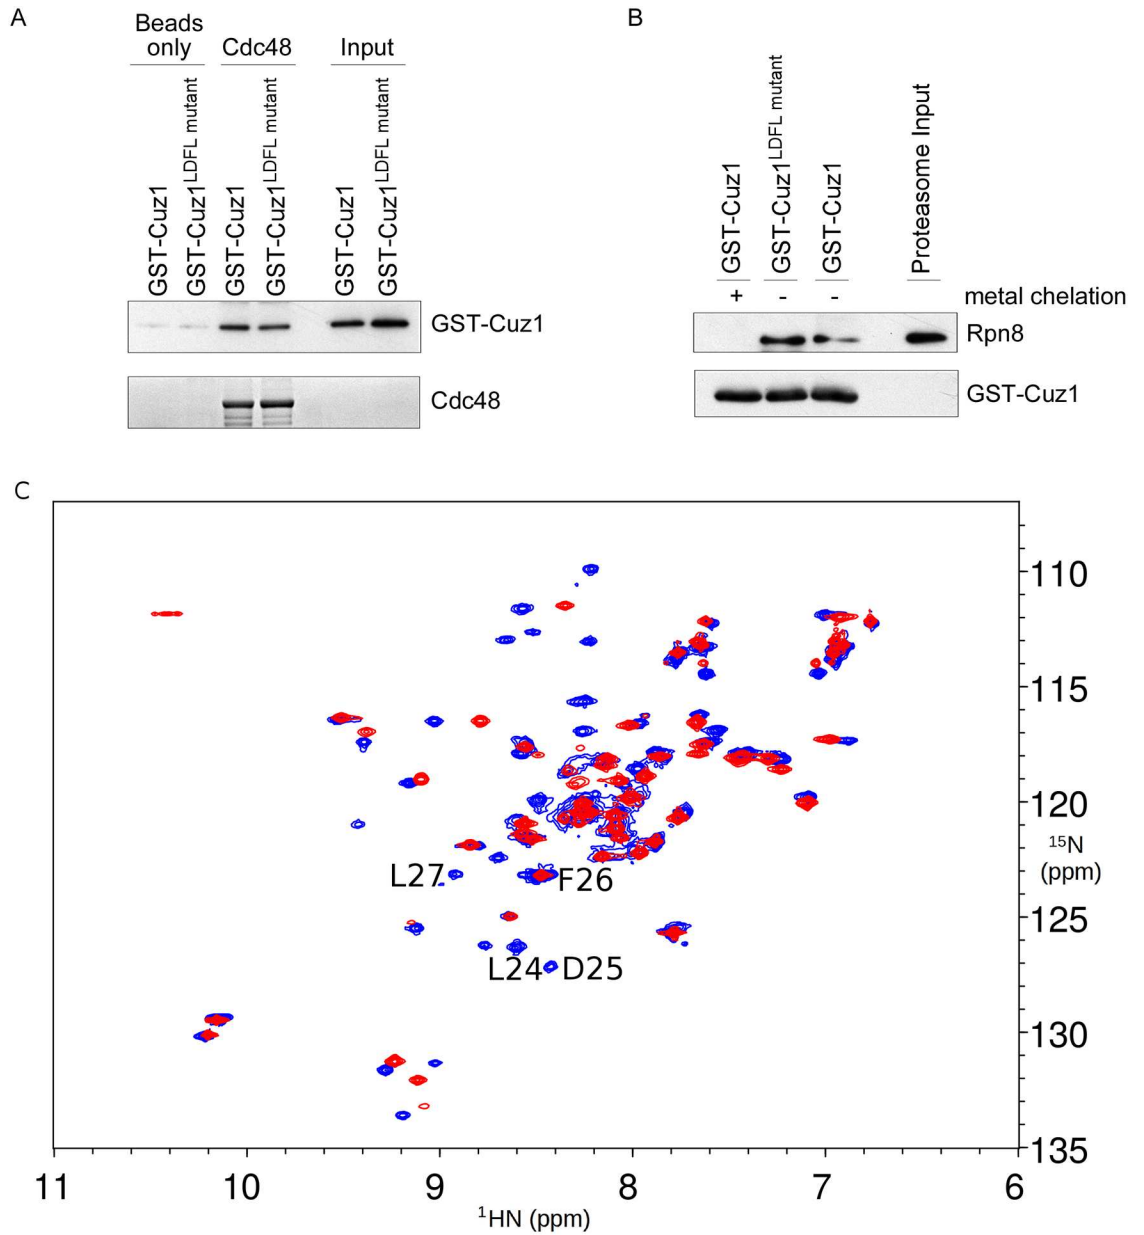 A
Beads
only
Cdc48
Input
GST-Cuz1
GST-Cuz1LDFL mutant
GST-Cuz1
GST-Cuz1LDFL mutant
GST-Cuz1
GST-Cuz1LDFL mutant
GST-Cuz1
Cdc48
B
GST-Cuz1
GST-Cuz1LDFL mutant
GST-Cuz1
Proteasome Input
+ - - metal chelation
Rpn8
GST-Cuz1
C
110
115
120
15N
(ppm)
L27 F26
125
L24 D25
130
135
11 10 9 8 7 6
1HN (ppm)